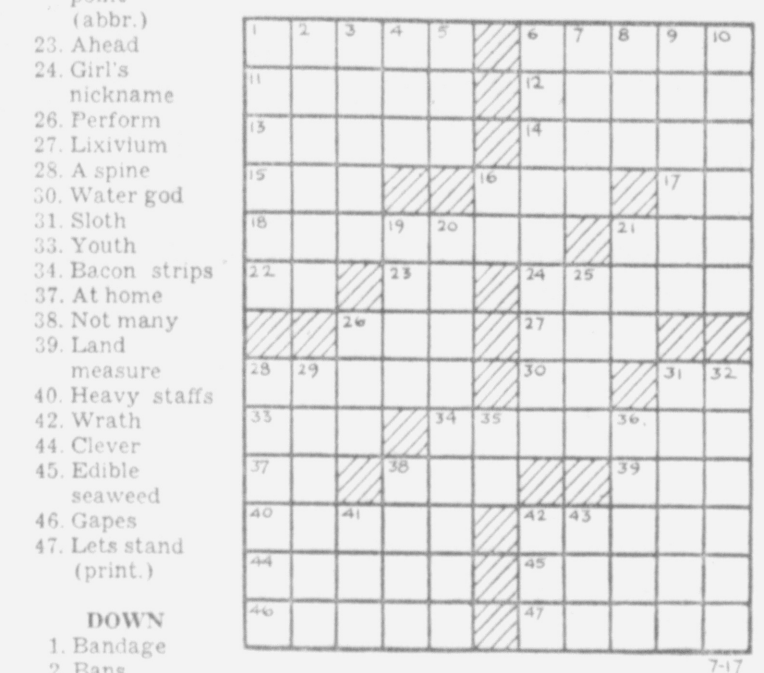 (abbr.)
23. Ahead
24. Girl's
nickname
26. Perform
27. Lixivium
28. A spine
30. Water god
31. Sloth
33. Youth
34. Bacon strips
37. At home
38. Not many
39. Land
measure
40. Heavy staffs
42. Wrath
44. Clever
45. Edible
seaweed
46. Gapes
47. Lets stand
(print.)
DOWN
1. Bandage
2. Bans
1 2 3 4 5 6 7 8 9 10
11 12
13 14
15 16 17
18 19 20 21
22 23 24 25
26 27
28 29 30 31 32
33 34 35 36
37 38 39
40 41 42 43
44 45
46 47
7-17